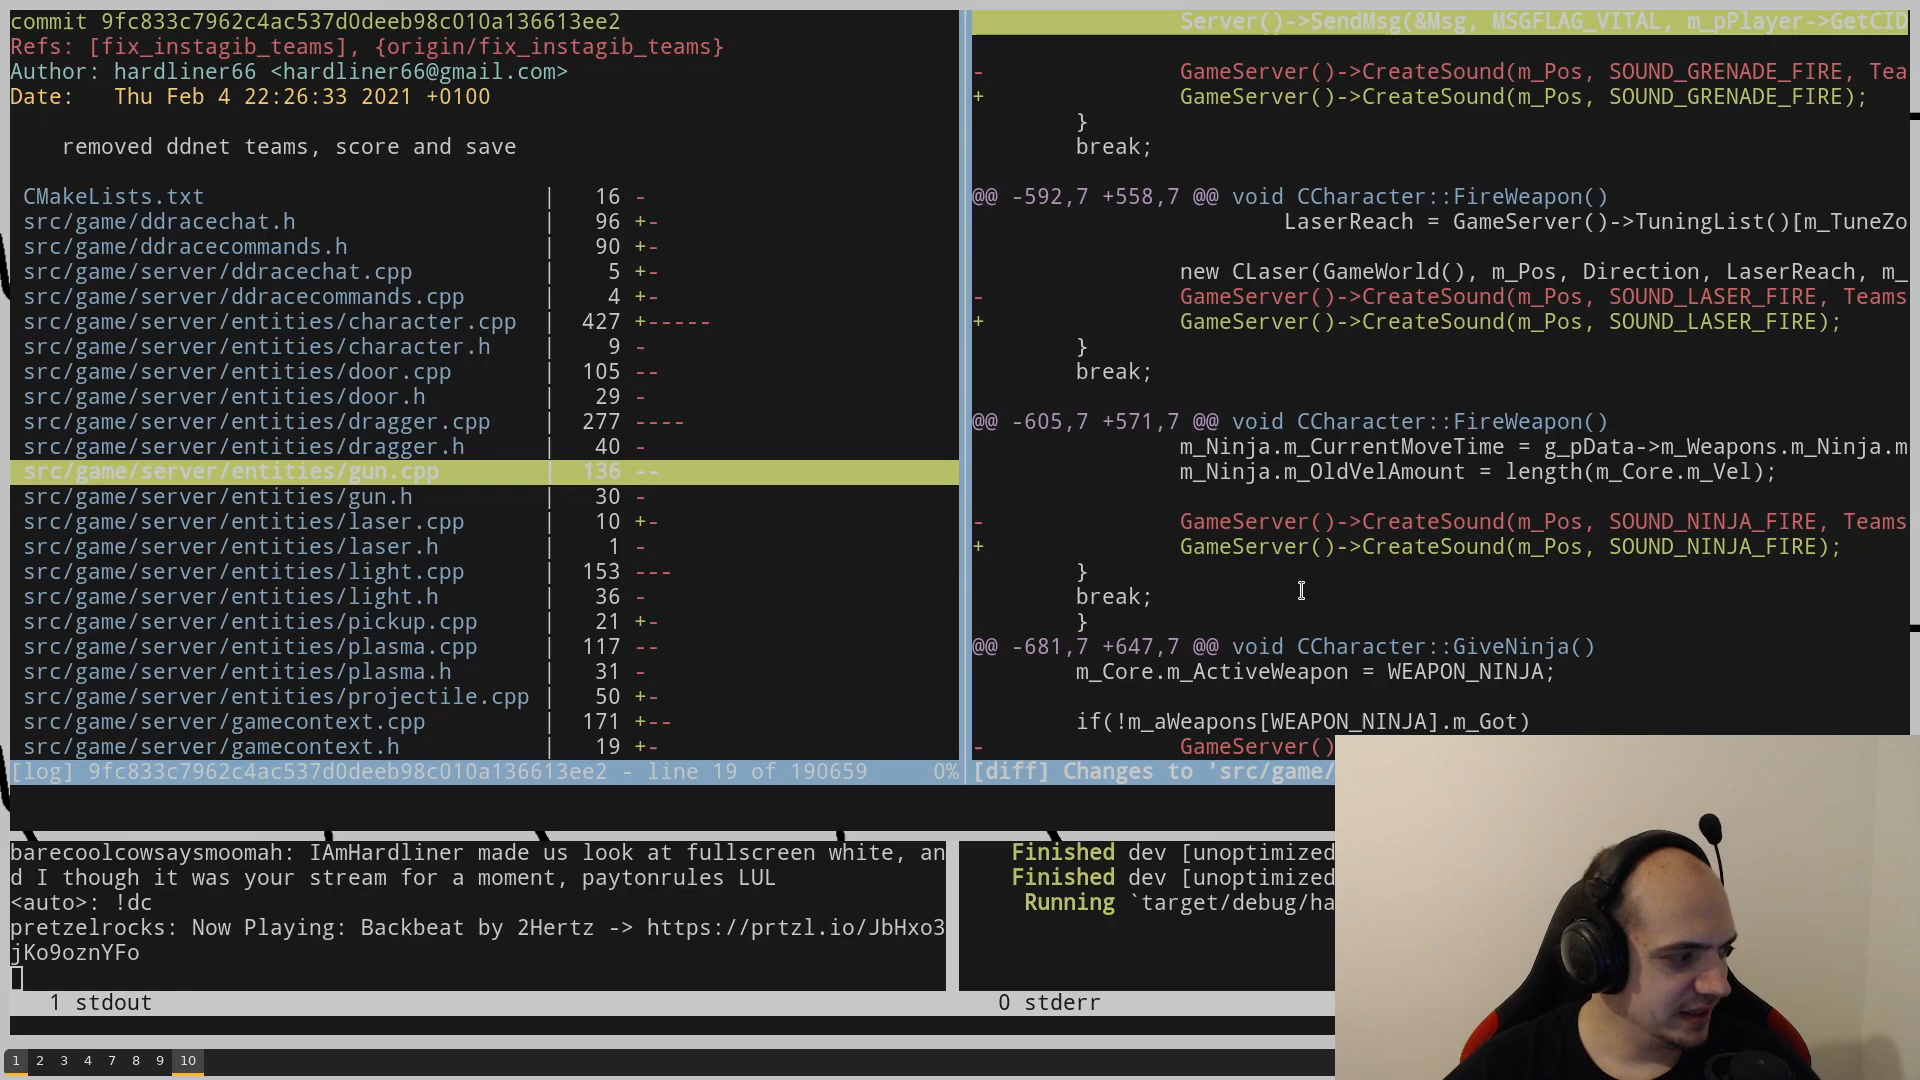 commit 9fc833c7962c4ac537d0deeb98c010a136613ee2
Refs: [fix_instagib_teams], {origin/fix_instagib_teams}
Author: hardliner66 <hardliner66@gmail.com>
Date:   Thu Feb 4 22:26:33 2021 +0100
removed ddnet teams, score and save
CMakeLists.txt | 16 -
src/game/ddracechat.h | 96 +-
src/game/ddracecommands.h | 90 +-
src/game/server/ddracechat.cpp | 5 +-
src/game/server/ddracecommands.cpp | 4 +-
src/game/server/entities/character.cpp | 427 +-----
src/game/server/entities/character.h | 9 -
src/game/server/entities/door.cpp | 105 --
src/game/server/entities/door.h | 29 -
src/game/server/entities/dragger.cpp | 277 ----
src/game/server/entities/dragger.h | 40 -
src/game/server/entities/gun.cpp | 136 --
src/game/server/entities/gun.h | 30 -
src/game/server/entities/laser.cpp | 10 +-
src/game/server/entities/laser.h | 1 -
src/game/server/entities/light.cpp | 153 ---
src/game/server/entities/light.h | 36 -
src/game/server/entities/pickup.cpp | 21 +-
src/game/server/entities/plasma.cpp | 117 --
src/game/server/entities/plasma.h | 31 -
src/game/server/entities/projectile.cpp | 50 +-
src/game/server/gamecontext.cpp | 171 +--
src/game/server/gamecontext.h | 19 +-
[log] 9fc833c7962c4ac537d0deeb98c010a136613ee2 - line 19 of 190659 0%
Server()->SendMsg(&Msg, MSGFLAG_VITAL, m_pPlayer->GetCID
- GameServer()->CreateSound(m_Pos, SOUND_GRENADE_FIRE, Tea
+ GameServer()->CreateSound(m_Pos, SOUND_GRENADE_FIRE);
}
break;
@@ -592,7 +558,7 @@ void CCharacter::FireWeapon()
LaserReach = GameServer()->TuningList()[m_TuneZo
new CLaser(GameWorld(), m_Pos, Direction, LaserReach, m_
- GameServer()->CreateSound(m_Pos, SOUND_LASER_FIRE, Teams
+ GameServer()->CreateSound(m_Pos, SOUND_LASER_FIRE);
}
break;
@@ -605,7 +571,7 @@ void CCharacter::FireWeapon()
m_Ninja.m_CurrentMoveTime = g_pData->m_Weapons.m_Ninja.m
m_Ninja.m_OldVelAmount = length(m_Core.m_Vel);
- GameServer()->CreateSound(m_Pos, SOUND_NINJA_FIRE, Teams
+ GameServer()->CreateSound(m_Pos, SOUND_NINJA_FIRE);
}
break;
}
@@ -681,7 +647,7 @@ void CCharacter::GiveNinja()
m_Core.m_ActiveWeapon = WEAPON_NINJA;
if(!m_aWeapons[WEAPON_NINJA].m_Got)
- GameServer()
[diff] Changes to 'src/game/
barecoolcowsaysmoomah: IAmHardliner made us look at fullscreen white, an
d I though it was your stream for a moment, paytonrules LUL
<auto>: !dc
pretzelrocks: Now Playing: Backbeat by 2Hertz -> https://prtzl.io/JbHxo3
jKo9oznYFo
1 stdout
Finished dev [unoptimized
Finished dev [unoptimized
Running `target/debug/ha
0 stderr
1 2 3 4 7 8 9 10